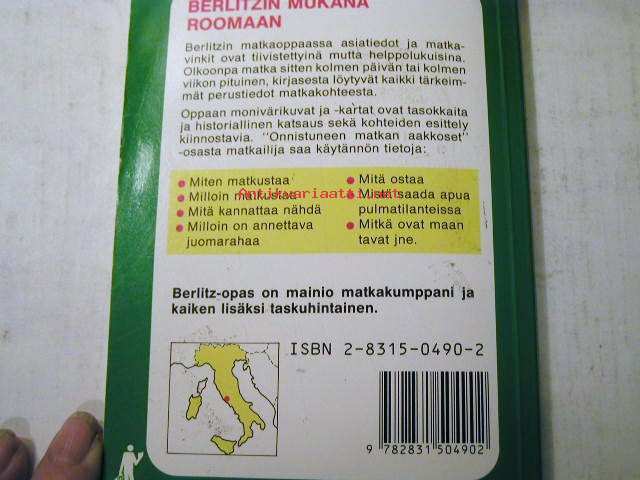 BERLITZIN MUKANA
ROOMAAN
Berlitzin matkaoppaassa asiatiedot ja matka-
vinkit ovat tiivistettyinä mutta helppolukuisina.
Olkoonpa matka sitten kolmen päivän tai kolmen
viikon pituinen, kirjasesta löytyvät kaikki tärkeim-
mät perustiedot matkakohteesta.
Oppaan monivärikuvat ja -kartat ovat tasokkaita
ja historiallinen katsaus sekä kohteiden esittely
kiinnostavia. "Onnistuneen matkan aakkoset"
-osasta matkailija saa käytännön tietoja:
• Miten matkustaa
• Milloin matkustaa
• Mitä kannattaa nähdä
• Milloin on annettava
juomarahaa
• Mitä ostaa
• Mistä saada apua
pulmatilanteissa
• Mitkä ovat maan
tavat jne.
Antikvariaatti.net
Berlitz-opas on mainio matkakumppani ja
kaiken lisäksi taskuhintainen.
ISBN 2-8315-0490-2
9 782831 504902